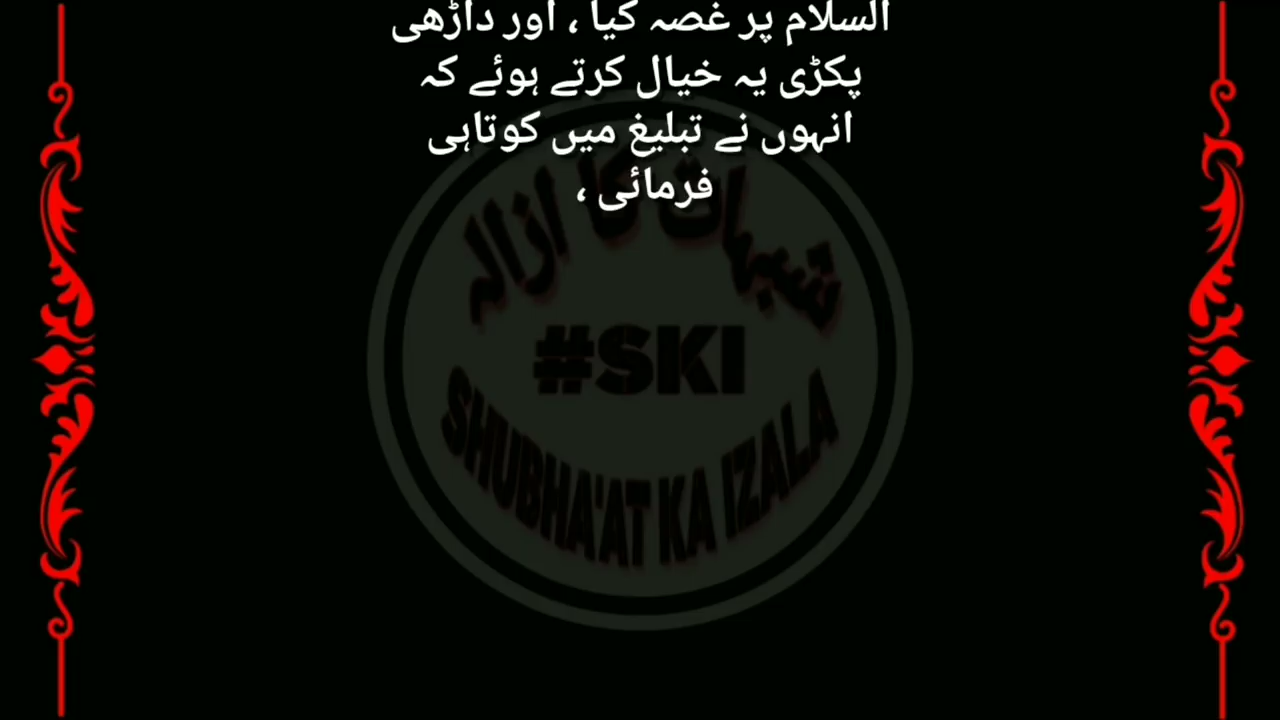 السلام پر غصہ کیا ، اور داڑھی
پکڑی یہ خیال کرتے ہوئے کہ
انہوں نے تبلیغ میں کوتاہی
فرمائی ،
شبہات کا ازالہ
#SKI
SHUBHA'AT KA IZALA